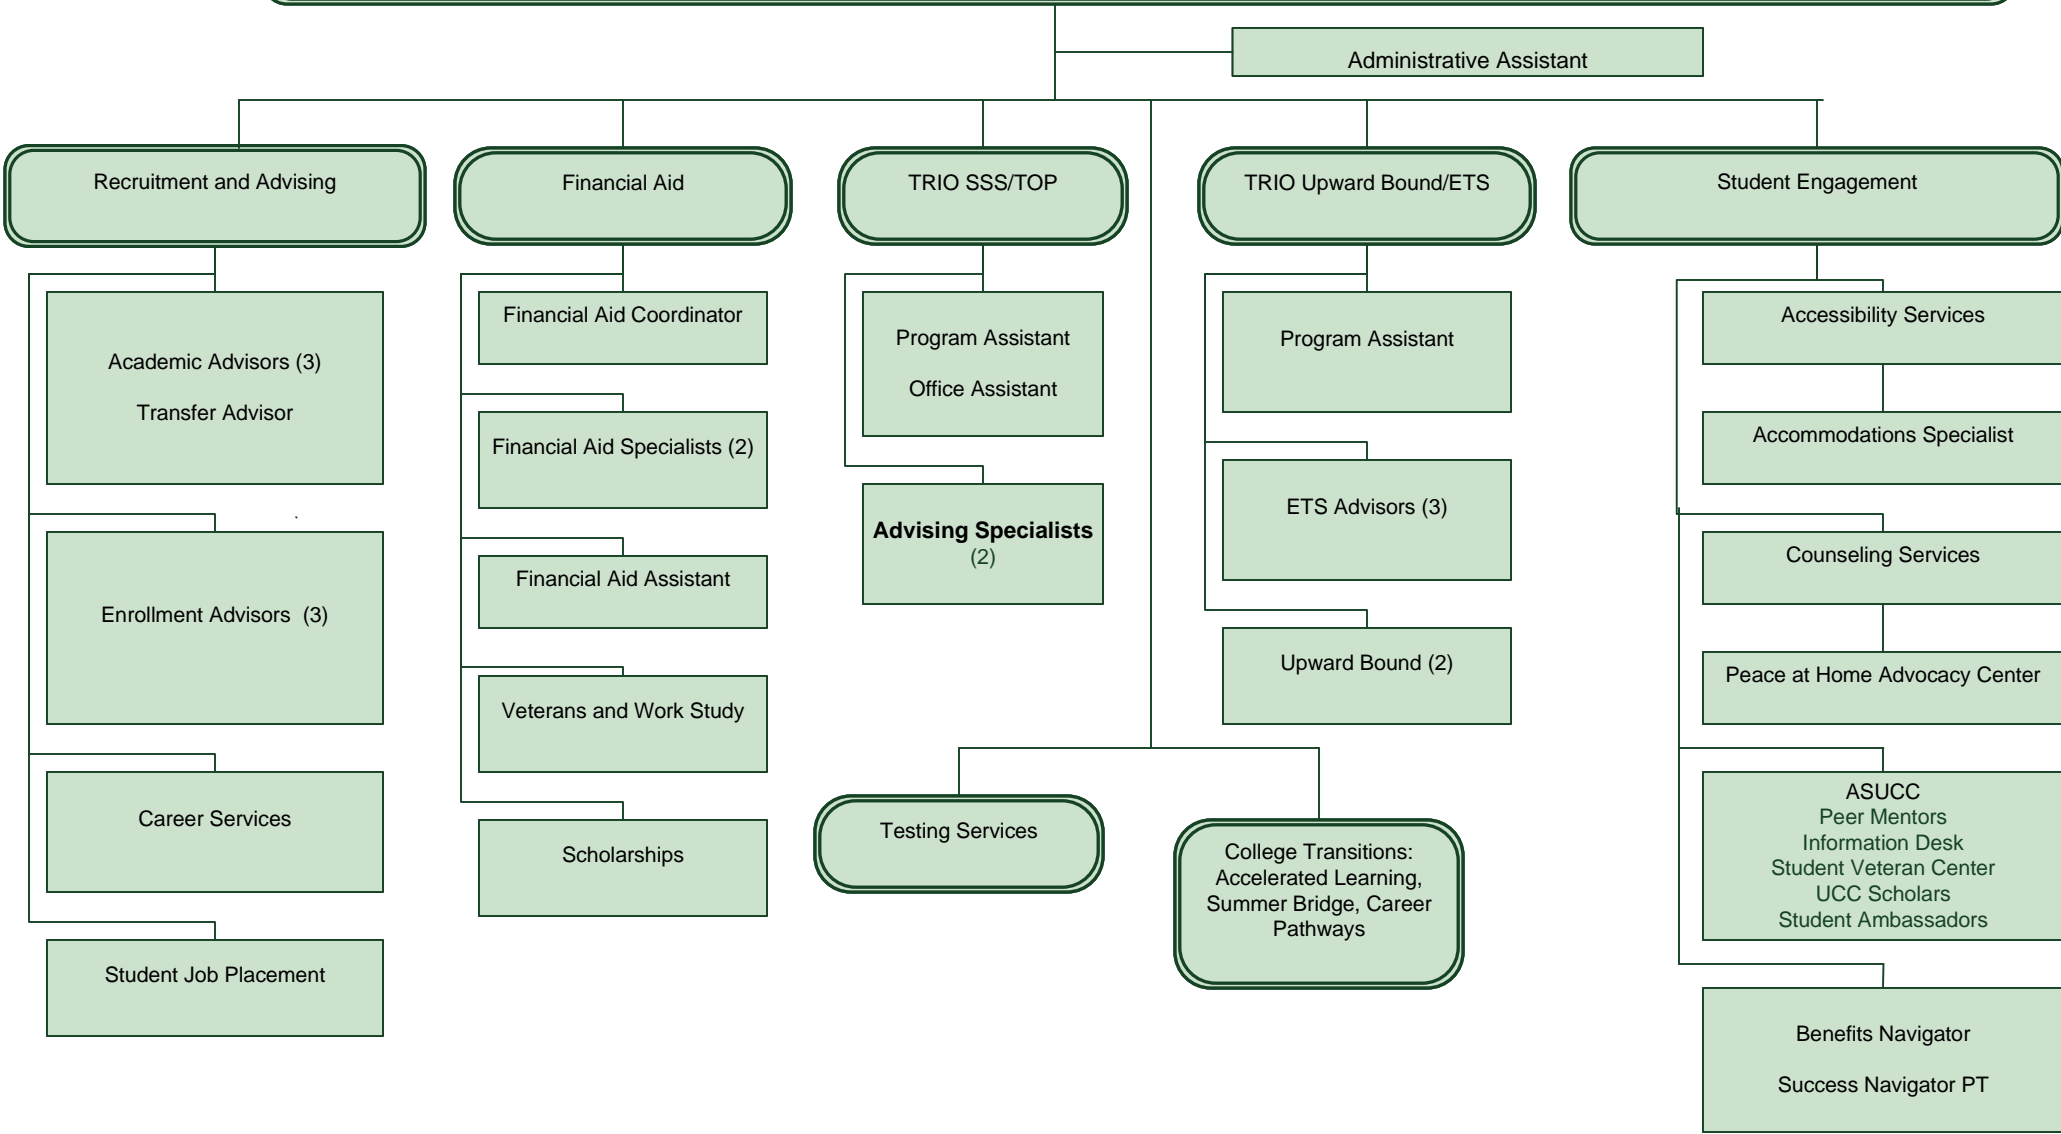 Administrative Assistant
Recruitment and Advising
Financial Aid
TRIO SSS/TOP
TRIO Upward Bound/ETS
Student Engagement
Academic Advisors (3)
Transfer Advisor
Enrollment Advisors  (3)
Career Services
Student Job Placement
Financial Aid Coordinator
Financial Aid Specialists (2)
Financial Aid Assistant
Veterans and Work Study
Scholarships
Program Assistant
Office Assistant
Advising Specialists
(2)
Program Assistant
ETS Advisors (3)
Upward Bound (2)
Testing Services
College Transitions:
Accelerated Learning,
Summer Bridge, Career
Pathways
Accessibility Services
Accommodations Specialist
Counseling Services
Peace at Home Advocacy Center
ASUCC
Peer Mentors
Information Desk
Student Veteran Center
UCC Scholars
Student Ambassadors
Benefits Navigator
Success Navigator PT